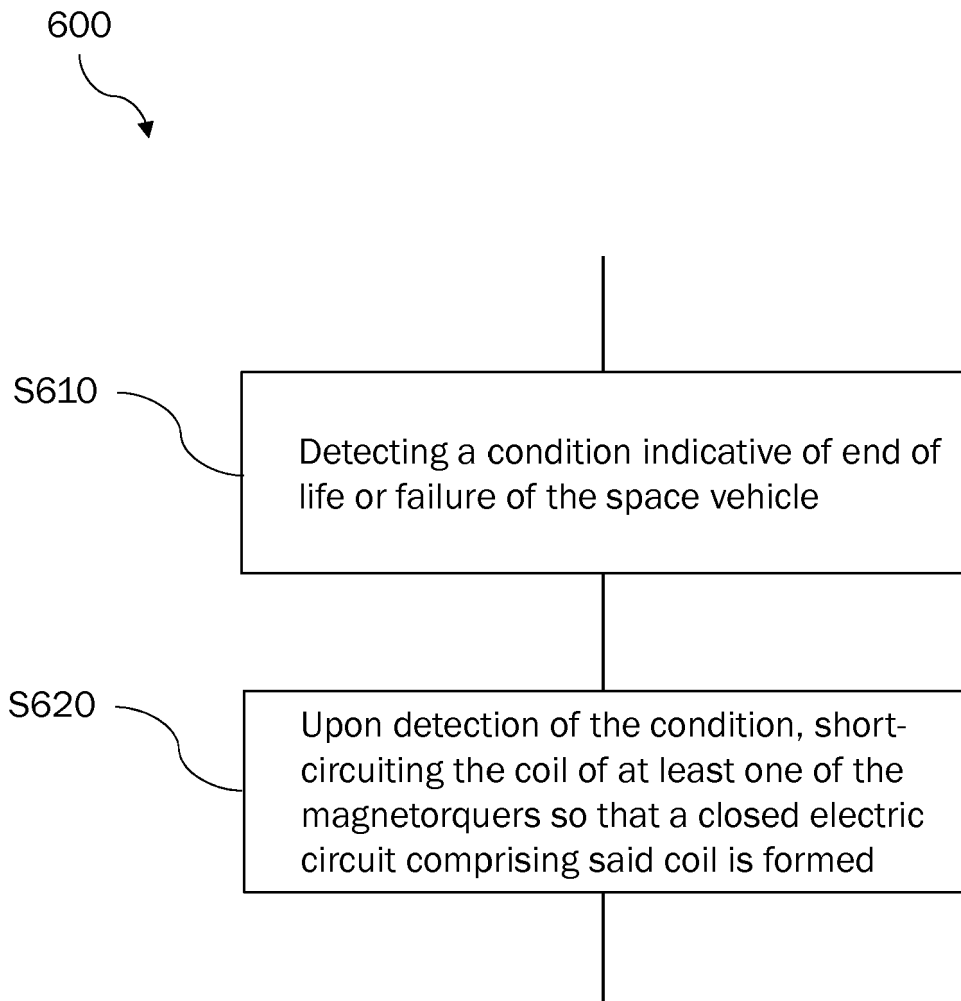 600
S610
Detecting a condition indicative of end of
life or failure of the space vehicle
S620
Upon detection of the condition, short-
circuiting the coil of at least one of the
magnetorquers so that a closed electric
circuit comprising said coil is formed